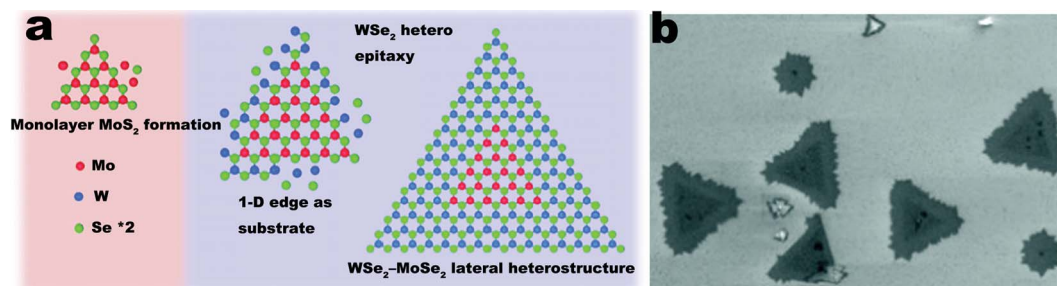 a
Monolayer MoS₂ formation
Mo
W
Se *2
1-D edge as
substrate
WSe₂ hetero
epitaxy
WSe₂–MoSe₂ lateral heterostructure
b